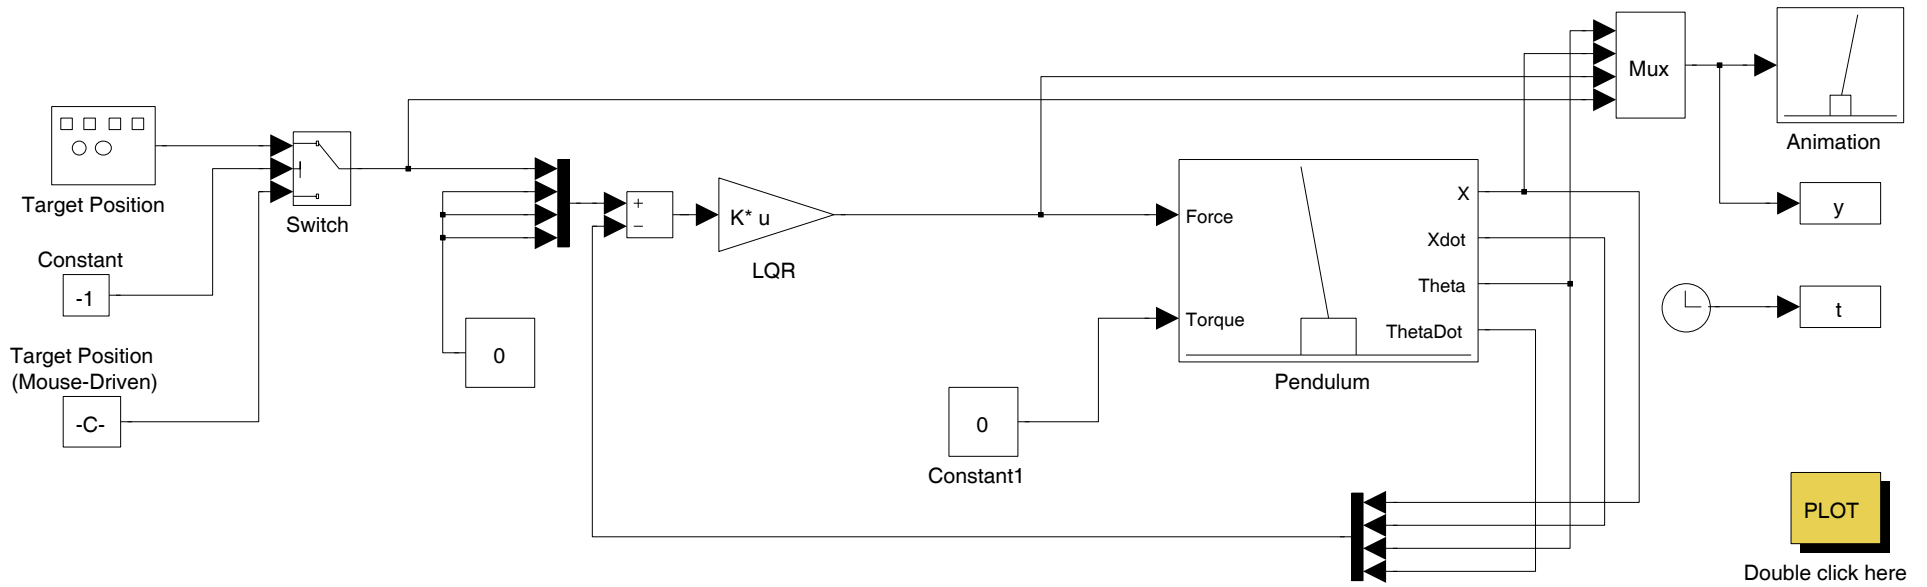 Target Position
Switch
Constant
-1
Target Position
(Mouse-Driven)
-C-
0
+
−
K* u
LQR
0
Constant1
Force
Torque
X
Xdot
Theta
ThetaDot
Pendulum
Mux
Animation
y
t
PLOT
Double click here